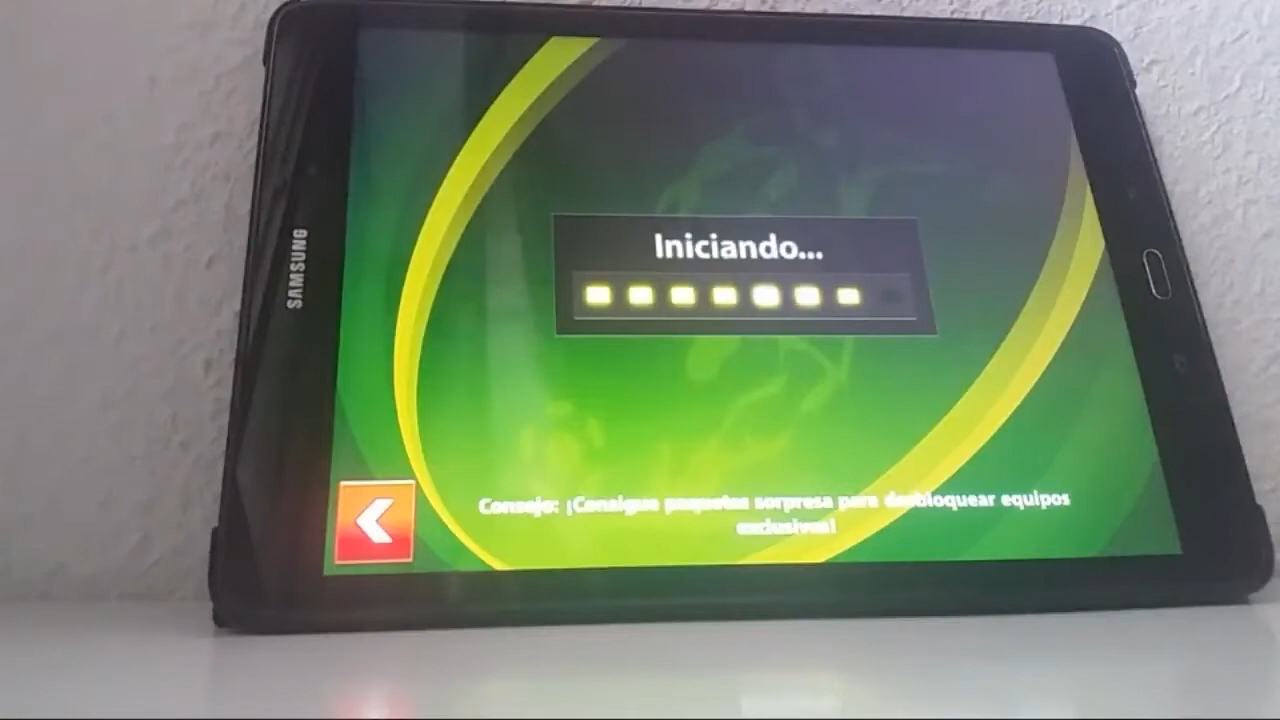 SAMSUNG
Iniciando...
Consejo: ¡Consigue paquetes sorpresa para desbloquear equipos
exclusivos!